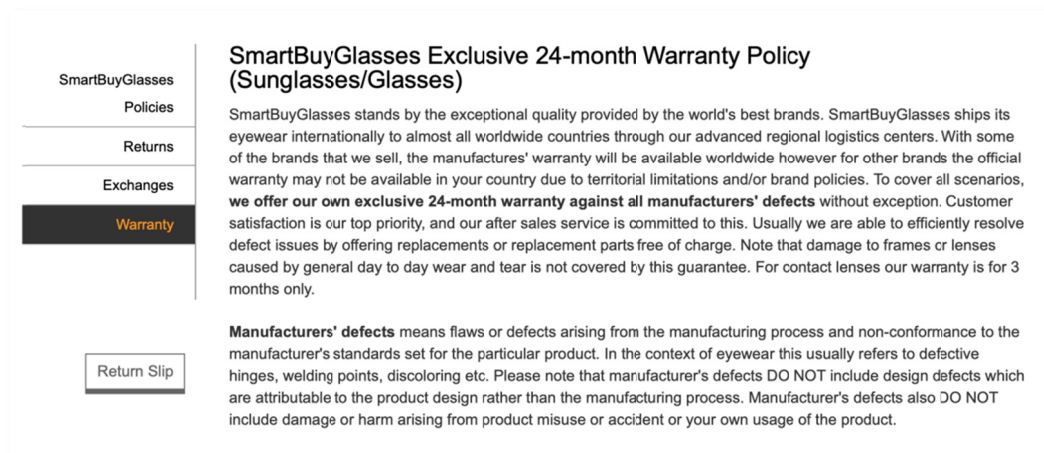 SmartBuyGlasses
Policies
Returns
Exchanges
Warranty
Return Slip
SmartBuyGlasses Exclusive 24-month Warranty Policy
(Sunglasses/Glasses)
SmartBuyGlasses stands by the exceptional quality provided by the world's best brands. SmartBuyGlasses ships its
eyewear internationally to almost all worldwide countries through our advanced regional logistics centers. With some
of the brands that we sell, the manufactures' warranty will be available worldwide however for other brands the official
warranty may not be available in your country due to territorial limitations and/or brand policies. To cover all scenarios,
we offer our own exclusive 24-month warranty against all manufacturers' defects without exception. Customer
satisfaction is our top priority, and our after sales service is committed to this. Usually we are able to efficiently resolve
defect issues by offering replacements or replacement parts free of charge. Note that damage to frames or lenses
caused by general day to day wear and tear is not covered by this guarantee. For contact lenses our warranty is for 3
months only.
Manufacturers' defects means flaws or defects arising from the manufacturing process and non-conformance to the
manufacturer's standards set for the particular product. In the context of eyewear this usually refers to defective
hinges, welding points, discoloring etc. Please note that manufacturer's defects DO NOT include design defects which
are attributable to the product design rather than the manufacturing process. Manufacturer's defects also DO NOT
include damage or harm arising from product misuse or accident or your own usage of the product.